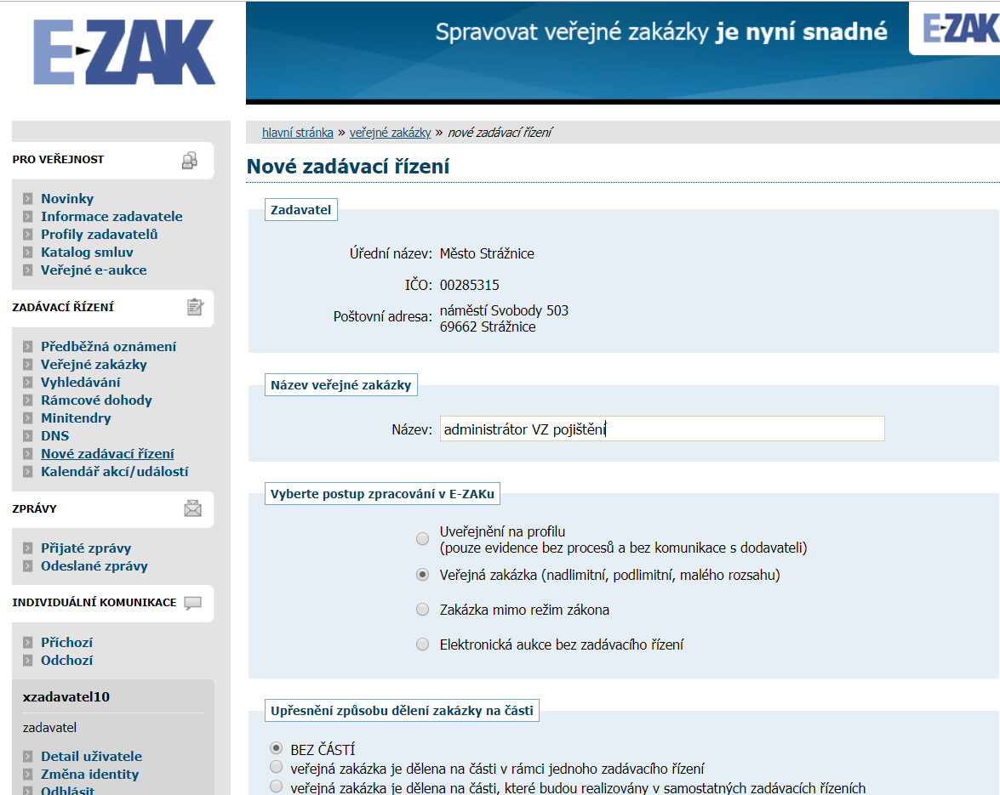 E-ZAK
Spravovat veřejné zakázky je nyní snadné
E-ZAK
hlavní stránka » veřejné zakázky » nové zadávací řízení
PRO VEŘEJNOST
Novinky
Informace zadavatele
Profily zadavatelů
Katalog smluv
Veřejné e-aukce
ZADÁVACÍ ŘÍZENÍ
Předběžná oznámení
Veřejné zakázky
Vyhledávání
Rámcové dohody
Minitendry
DNS
Nové zadávací řízení
Kalendář akcí/událostí
ZPRÁVY
Přijaté zprávy
Odeslané zprávy
INDIVIDUÁLNÍ KOMUNIKACE
Příchozí
Odchozí
xzadavatel10
zadavatel
Detail uživatele
Změna identity
Odhlásit
Nové zadávací řízení
Zadavatel
Úřední název: Město Strážnice
IČO: 00285315
Poštovní adresa: náměstí Svobody 503
69662 Strážnice
Název veřejné zakázky
Název: administrátor VZ pojištění
Vyberte postup zpracování v E-ZAKu
Uveřejnění na profilu
(pouze evidence bez procesů a bez komunikace s dodavateli)
Veřejná zakázka (nadlimitní, podlimitní, malého rozsahu)
Zakázka mimo režim zákona
Elektronická aukce bez zadávacího řízení
Upřesnění způsobu dělení zakázky na části
BEZ ČÁSTÍ
veřejná zakázka je dělena na části v rámci jednoho zadávacího řízení
veřejná zakázka je dělena na části, které budou realizovány v samostatných zadávacích řízeních